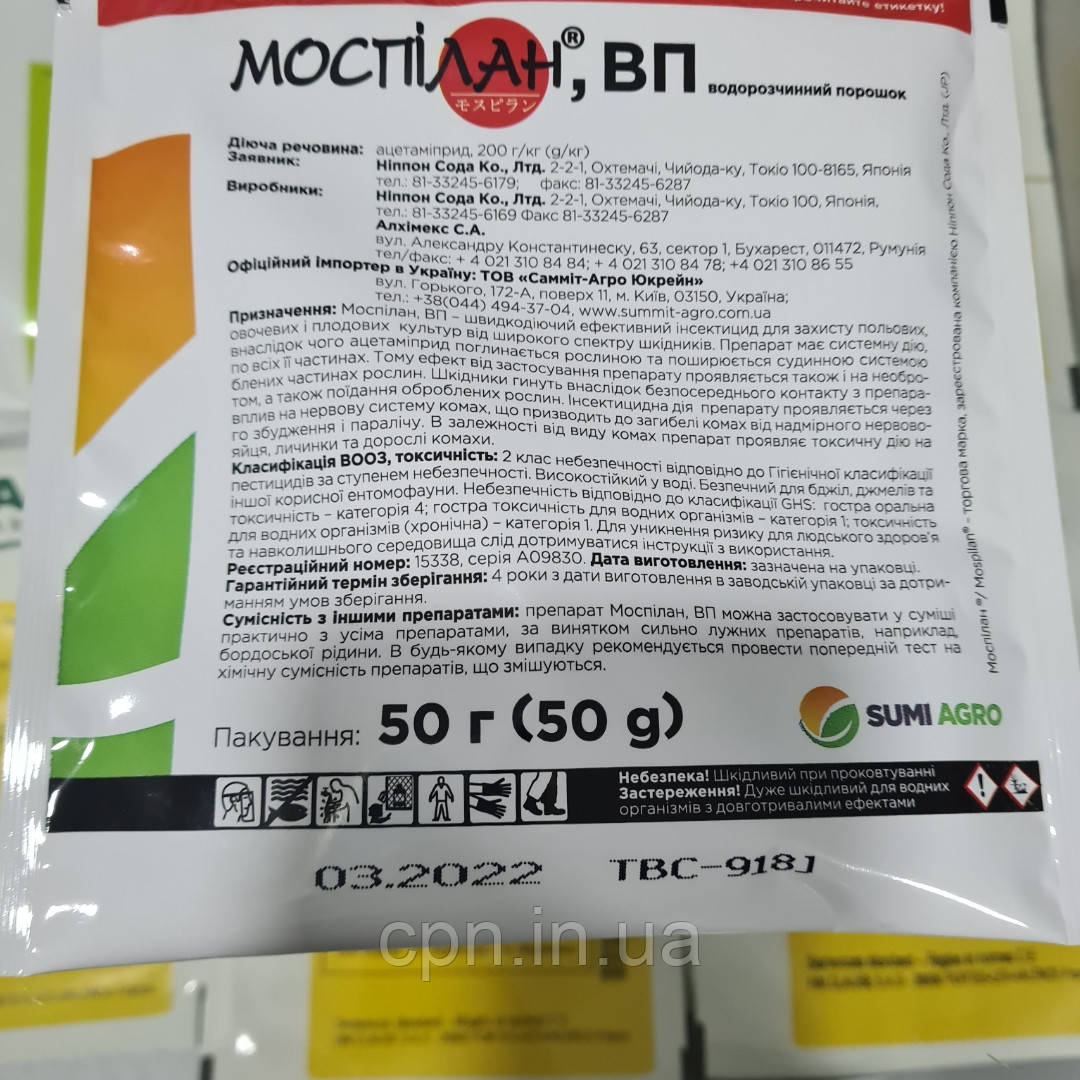 читайте етикетку!
МОСПІЛАН®, ВП водорозчинний порошок
モスピラン
Діюча речовина: ацетаміприд, 200 г/кг (g/кg)
Заявник: Ніппон Сода Ко., Лтд. 2-2-1, Охтемачі, Чийода-ку, Токіо 100-8165, Японія
тел.: 81-33245-6179; факс: 81-33245-6287
Виробники: Ніппон Сода Ко., Лтд. 2-2-1, Охтемачі, Чийода-ку, Токіо 100, Японія,
тел.: 81-33245-6169 Факс 81-33245-6287
Алхімекс С.А.
вул. Александру Константинеску, 63, сектор 1, Бухарест, 011472, Румунія
тел/факс: + 4 021 310 84 84; + 4 021 310 84 78; +4 021 310 86 55
Офіційний імпортер в Україну: ТОВ «Самміт-Агро Юкрейн»
вул. Горького, 172-А, поверх 11, м. Київ, 03150, Україна;
тел.: +38(044) 494-37-04, www.summit-agro.com.ua
Призначення: Моспілан, ВП – швидкодіючий ефективний інсектицид для захисту польових,
овочевих і плодових культур від широкого спектру шкідників. Препарат має системну дію,
внаслідок чого ацетаміприд поглинається рослиною та поширюється судинною системою
по всіх її частинах. Тому ефект від застосування препарату проявляється також і на необро-
блених частинах рослин. Шкідники гинуть внаслідок безпосереднього контакту з препара-
том, а також поїдання оброблених рослин. Інсектицидна дія препарату проявляється через
вплив на нервову систему комах, що призводить до загибелі комах від надмірного нервово-
го збудження і паралічу. В залежності від виду комах препарат проявляє токсичну дію на
яйця, личинки та дорослі комахи.
Класифікація ВООЗ, токсичність: 2 клас небезпечності відповідно до Гігієнічної класифікації
пестицидів за ступенем небезпечності. Високостійкий у воді. Безпечний для бджіл, джмелів та
іншої корисної ентомофауни. Небезпечність відповідно до класифікації GHS: гостра оральна
токсичність – категорія 4; гостра токсичність для водних організмів – категорія 1; токсичність
для водних організмів (хронічна) – категорія 1. Для уникнення ризику для людського здоров'я
та навколишнього середовища слід дотримуватися інструкції з використання.
Реєстраційний номер: 15338, серія А09830. Дата виготовлення: зазначена на упаковці.
Гарантійний термін зберігання: 4 роки з дати виготовлення в заводській упаковці за дотри-
манням умов зберігання.
Сумісність з іншими препаратами: препарат Моспілан, ВП можна застосовувати у суміші
практично з усіма препаратами, за винятком сильно лужних препаратів, наприклад,
бордоської рідини. В будь-якому випадку рекомендується провести попередній тест на
хімічну сумісність препаратів, що змішуються.
Моспілан ®/ Mospilan® - торгова марка, зареєстрована компанією Ніппон Сода Ко., Лтд. (JP)
Пакування: 50 г (50 g)
SUMI AGRO
Небезпека! Шкідливий при проковтуванні
Застереження! Дуже шкідливий для водних
організмів з довготривалими ефектами
03.2022 TBC-918J
cpn.in.ua